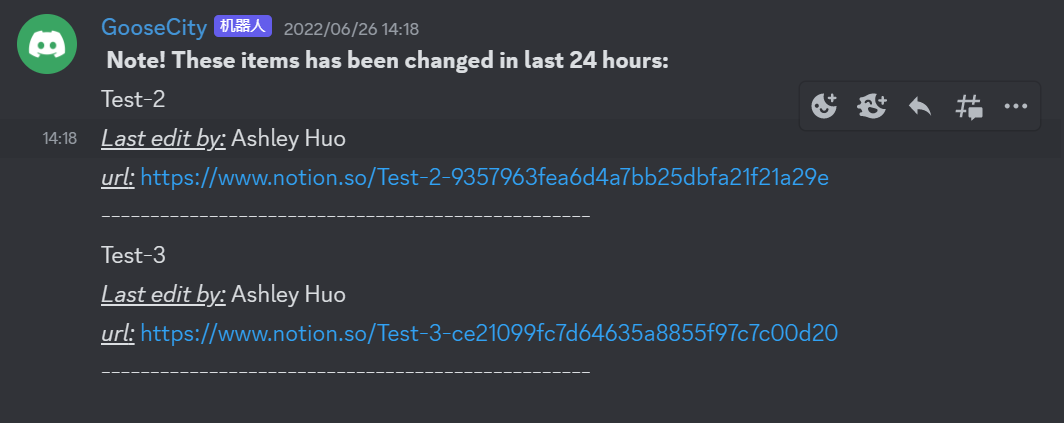 GooseCity 机器人 2022/06/26 14:18
Note! These items has been changed in last 24 hours:
Test-2
14:18 Last edit by: Ashley Huo
url: https://www.notion.so/Test-2-9357963fea6d4a7bb25dbfa21f21a29e
--------------------------------------------------
Test-3
Last edit by: Ashley Huo
url: https://www.notion.so/Test-3-ce21099fc7d64635a8855f97c7c00d20
--------------------------------------------------